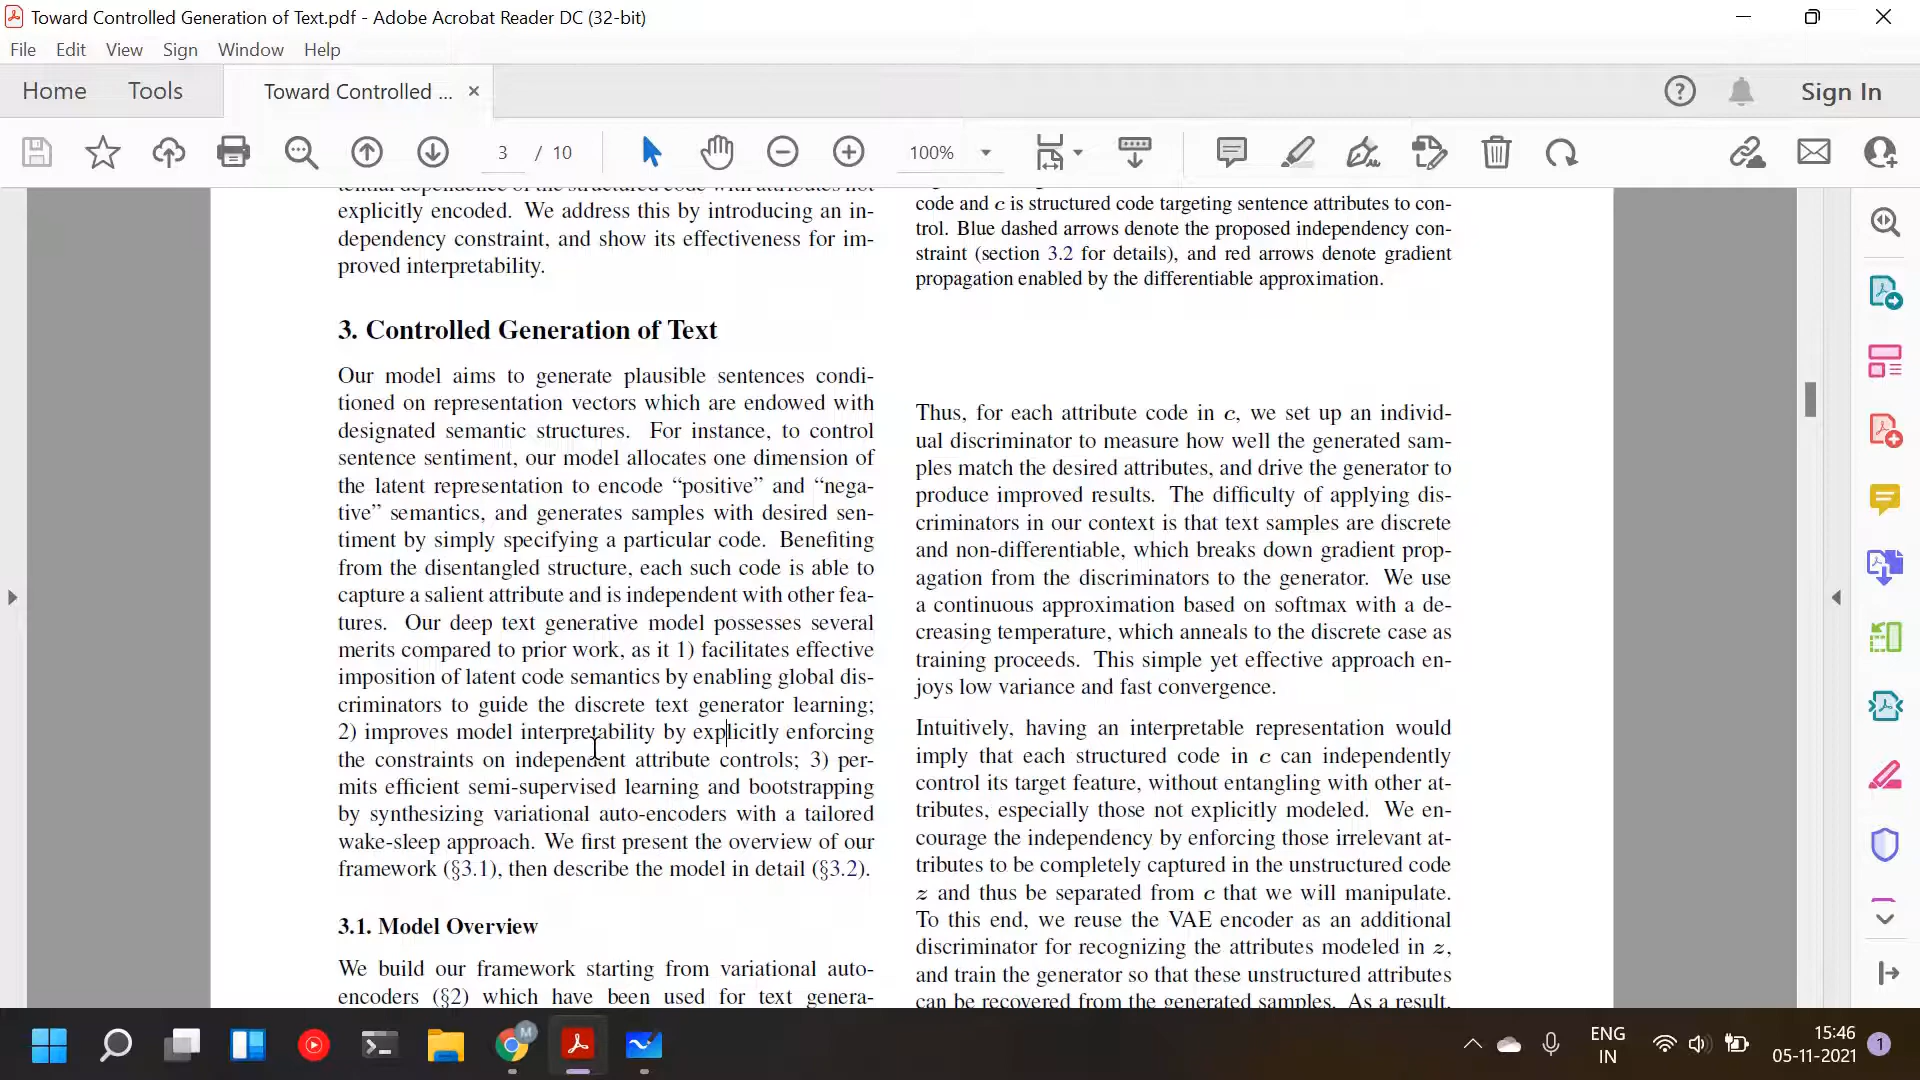 Toward Controlled Generation of Text.pdf - Adobe Acrobat Reader DC (32-bit)
File Edit View Sign Window Help
Home Tools Toward Controlled ... × Sign In
3 / 10 100%
explicitly encoded. We address this by introducing an in-
dependency constraint, and show its effectiveness for im-
proved interpretability.
3. Controlled Generation of Text
Our model aims to generate plausible sentences condi-
tioned on representation vectors which are endowed with
designated semantic structures. For instance, to control
sentence sentiment, our model allocates one dimension of
the latent representation to encode “positive” and “nega-
tive” semantics, and generates samples with desired sen-
timent by simply specifying a particular code. Benefiting
from the disentangled structure, each such code is able to
capture a salient attribute and is independent with other fea-
tures. Our deep text generative model possesses several
merits compared to prior work, as it 1) facilitates effective
imposition of latent code semantics by enabling global dis-
criminators to guide the discrete text generator learning;
2) improves model interpretability by explicitly enforcing
the constraints on independent attribute controls; 3) per-
mits efficient semi-supervised learning and bootstrapping
by synthesizing variational auto-encoders with a tailored
wake-sleep approach. We first present the overview of our
framework (§3.1), then describe the model in detail (§3.2).
3.1. Model Overview
We build our framework starting from variational auto-
encoders (§2) which have been used for text genera-
code and c is structured code targeting sentence attributes to con-
trol. Blue dashed arrows denote the proposed independency con-
straint (section 3.2 for details), and red arrows denote gradient
propagation enabled by the differentiable approximation.
Thus, for each attribute code in c, we set up an individ-
ual discriminator to measure how well the generated sam-
ples match the desired attributes, and drive the generator to
produce improved results. The difficulty of applying dis-
criminators in our context is that text samples are discrete
and non-differentiable, which breaks down gradient prop-
agation from the discriminators to the generator. We use
a continuous approximation based on softmax with a de-
creasing temperature, which anneals to the discrete case as
training proceeds. This simple yet effective approach en-
joys low variance and fast convergence.
Intuitively, having an interpretable representation would
imply that each structured code in c can independently
control its target feature, without entangling with other at-
tributes, especially those not explicitly modeled. We en-
courage the independency by enforcing those irrelevant at-
tributes to be completely captured in the unstructured code
z and thus be separated from c that we will manipulate.
To this end, we reuse the VAE encoder as an additional
discriminator for recognizing the attributes modeled in z,
and train the generator so that these unstructured attributes
can be recovered from the generated samples. As a result,
M
ENG
IN
15:46
05-11-2021
1